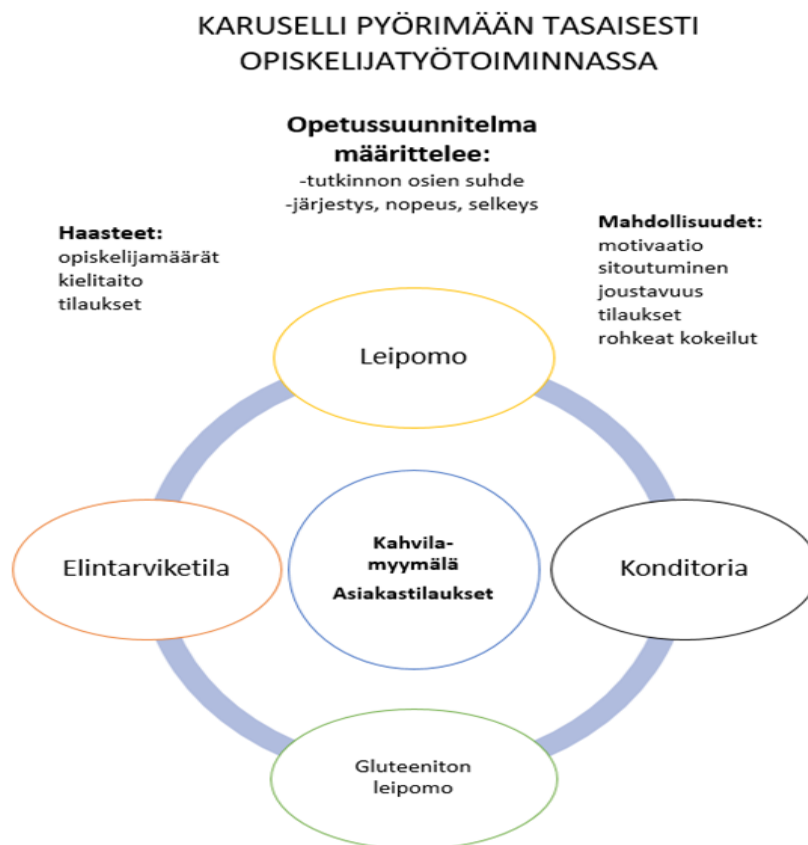 KARUSELLI PYÖRIMÄÄN TASAISESTI
OPISKELIJATYÖTOIMINNASSA
Opetussuunnitelma
määrittelee:
-tutkinnon osien suhde
-järjestys, nopeus, selkeys
Haasteet:
opiskelijamäärät
kielitaito
tilaukset
Mahdollisuudet:
motivaatio
sitoutuminen
joustavuus
tilaukset
rohkeat kokeilut
Leipomo
Elintarviketila
Kahvila-
myymälä
Asiakastilaukset
Konditoria
Gluteeniton
leipomo